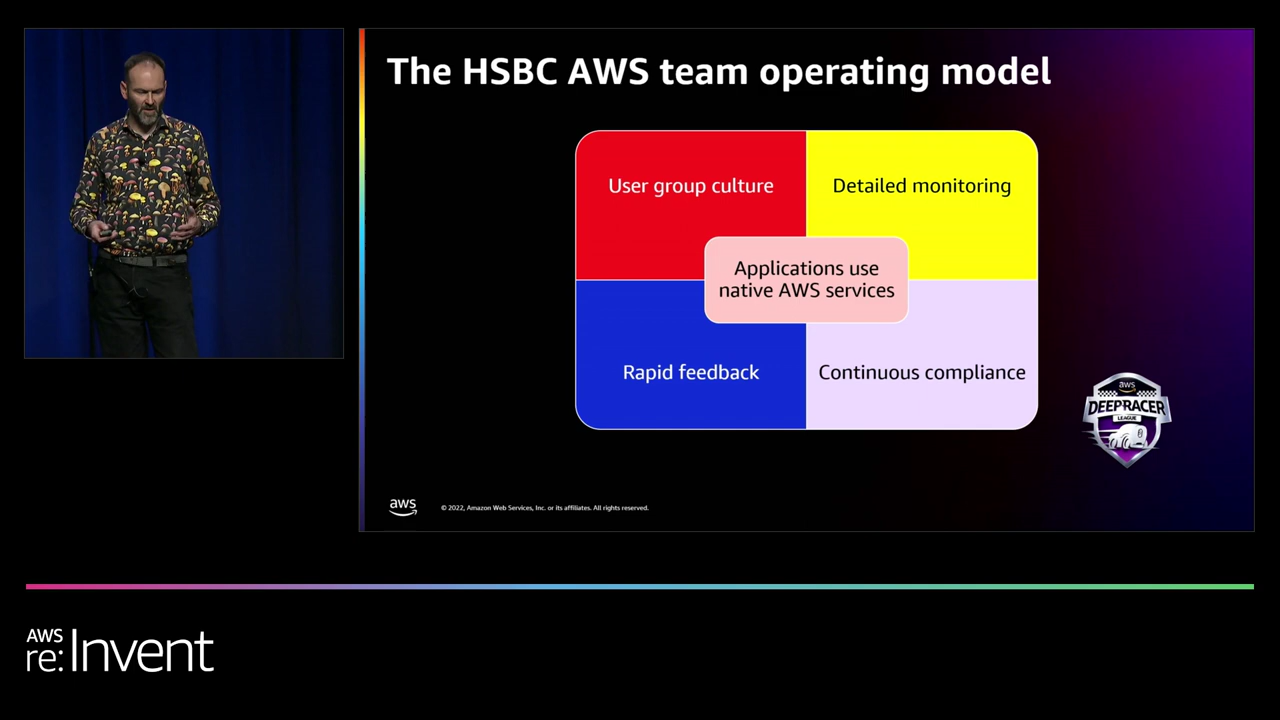 The HSBC AWS team operating model
User group culture
Detailed monitoring
Applications use
native AWS services
Rapid feedback
Continuous compliance
aws
DEEPRACER
LEAGUE
aws
© 2022, Amazon Web Services, Inc. or its affiliates. All rights reserved.
AWS
re:Invent